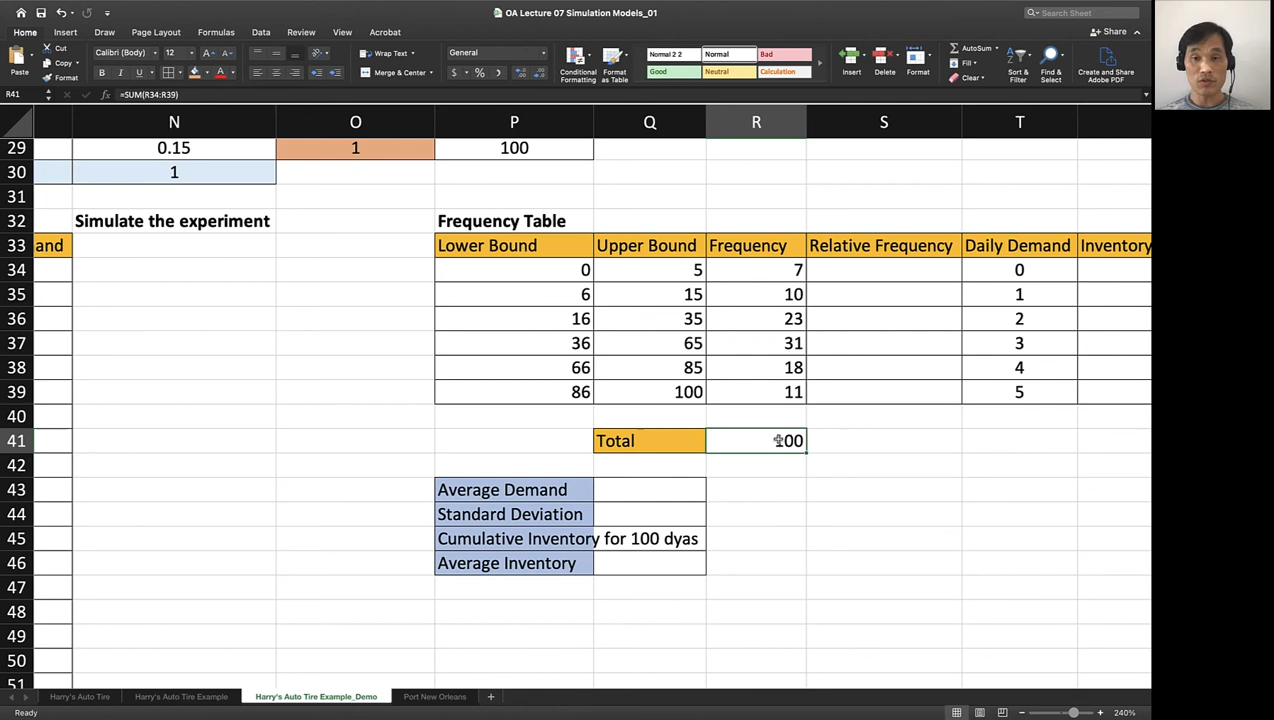 OA Lecture 07 Simulation Models_01
Search Sheet
Home Insert Draw Page Layout Formulas Data Review View Acrobat
Share
Paste
Cut
Copy
Format
Calibri (Body) 12
B I U
Wrap Text
Merge & Center
General
$ %
Conditional Formatting
Format as Table
Normal 2 2 Normal Bad
Good Neutral Calculation
Insert Delete Format
AutoSum
Fill
Clear
Sort & Filter
Find & Select
Create and Share Adobe PDF
R41 fx =SUM(R34:R39)
N O P Q R S T
29 0.15 1 100
30 1
31
32 Simulate the experiment Frequency Table
33 and Lower Bound Upper Bound Frequency Relative Frequency Daily Demand Inventory
34 0 5 7 0
35 6 15 10 1
36 16 35 23 2
37 36 65 31 3
38 66 85 18 4
39 86 100 11 5
40
41 Total 100
42
43 Average Demand
44 Standard Deviation
45 Cumulative Inventory for 100 dyas
46 Average Inventory
47
48
49
50
51
Harry's Auto Tire Harry's Auto Tire Example Harry's Auto Tire Example_Demo Port New Orleans +
Ready 240%